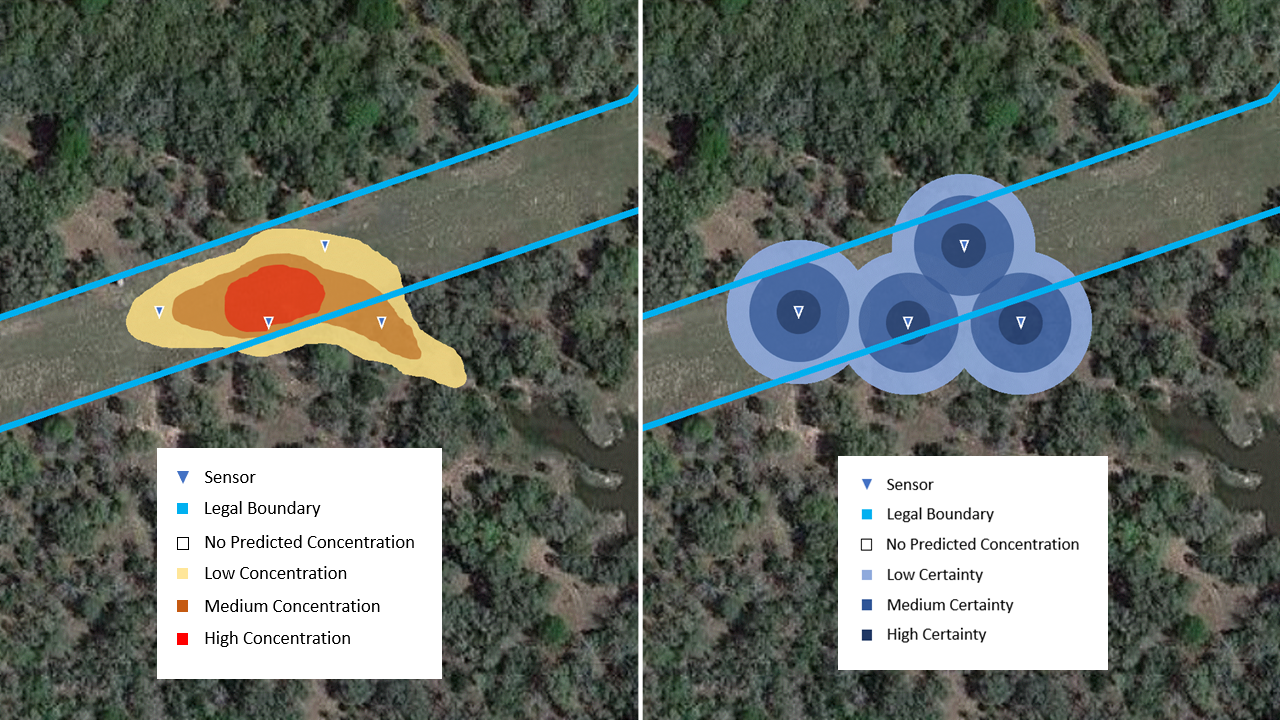 Sensor
Legal Boundary
No Predicted Concentration
Low Concentration
Medium Concentration
High Concentration
Sensor
Legal Boundary
No Predicted Concentration
Low Certainty
Medium Certainty
High Certainty